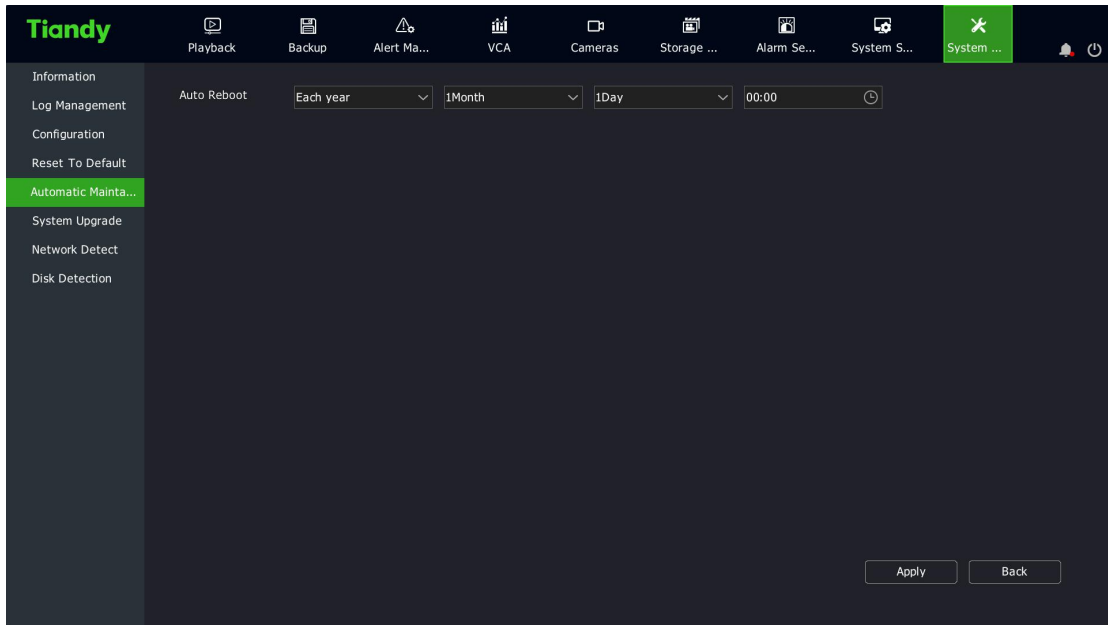 Tiandy
Playback Backup Alert Ma... VCA Cameras Storage ... Alarm Se... System S... System ...
Information
Log Management
Configuration
Reset To Default
Automatic Mainta...
System Upgrade
Network Detect
Disk Detection
Auto Reboot Each year 1Month 1Day 00:00
Apply Back